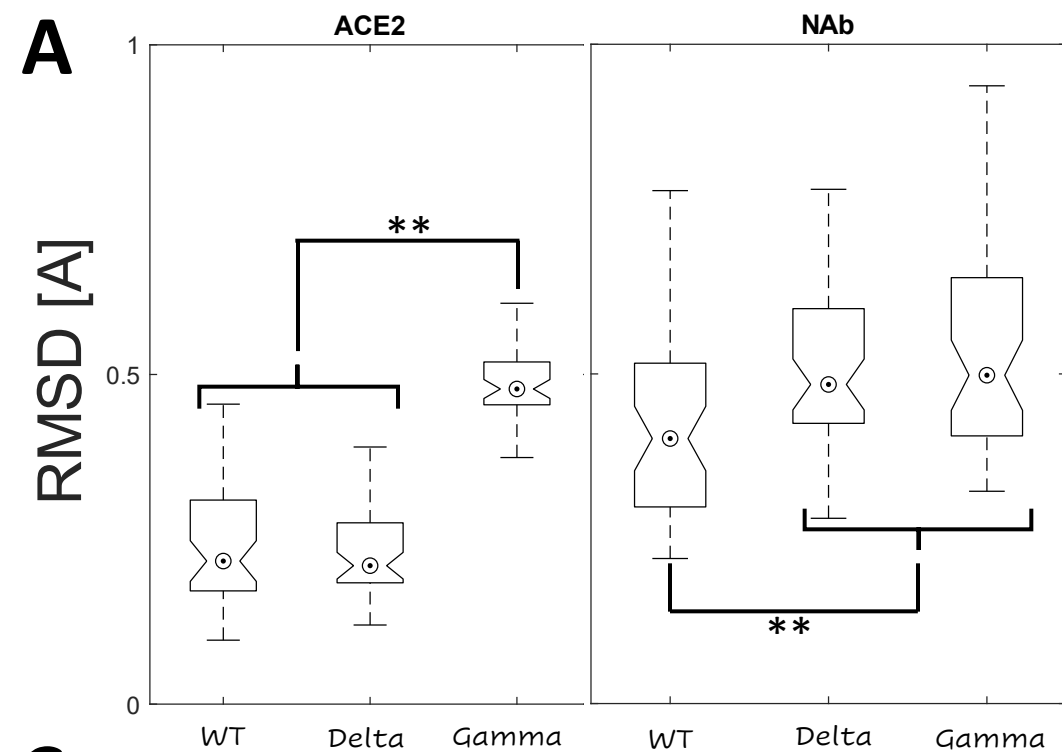 A
ACE2
NAb
1
**
RMSD [A]
0.5
**
0
WT
Delta
Gamma
WT
Delta
Gamma